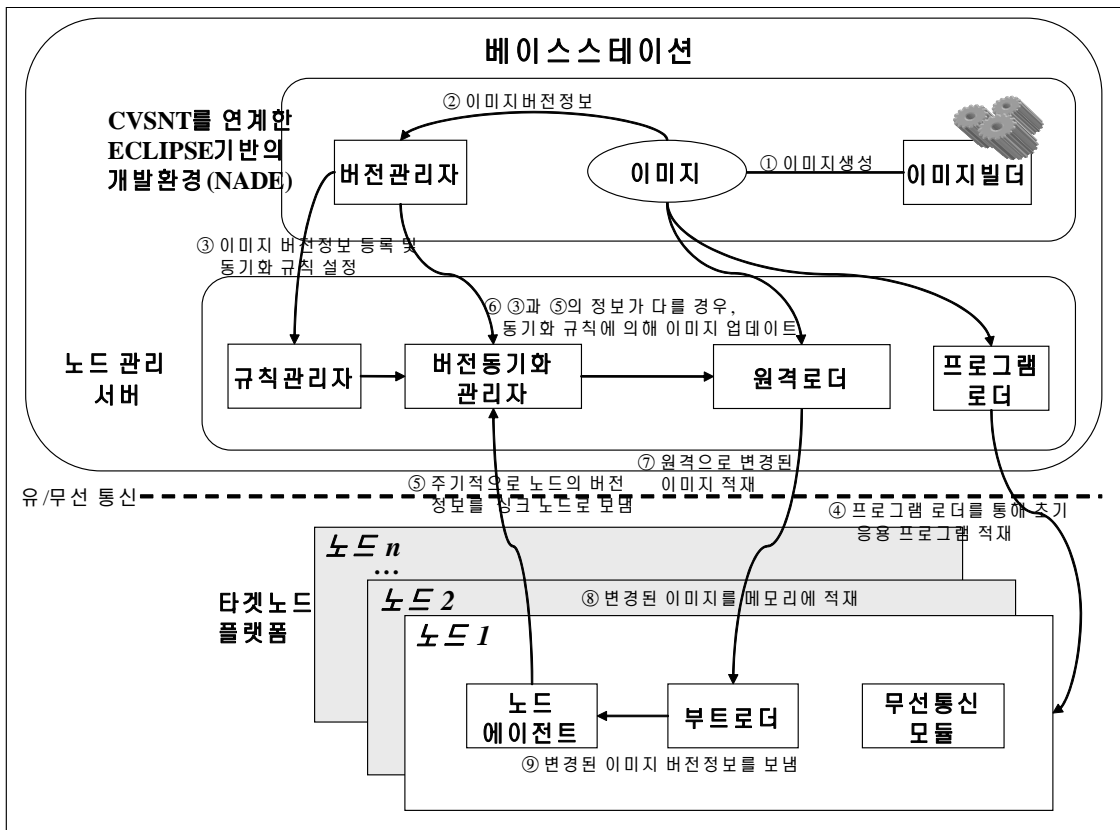 베이스스테이션
CVSNT를 연계한
ECLIPSE기반의
개발환경(NADE)
② 이미지버전정보
버전관리자
이미지
① 이미지생성
이미지빌더
③ 이미지 버전정보 등록 및
동기화 규칙 설정
⑥ ③과 ⑤의 정보가 다를 경우,
동기화 규칙에 의해 이미지 업데이트
노드 관리
서버
규칙관리자
버전동기화
관리자
원격로더
프로그램
로더
⑦ 원격으로 변경된
이미지 적재
⑤ 주기적으로 노드의 버전
정보를 싱크 노드로 보냄
유/무선 통신
④ 프로그램 로더를 통해 초기
응용 프로그램 적재
노드 n
...
노드 2
⑧ 변경된 이미지를 메모리에 적재
타겟노드
플랫폼
노드 1
노드
에이전트
부트로더
무선통신
모듈
⑨ 변경된 이미지 버전정보를 보냄